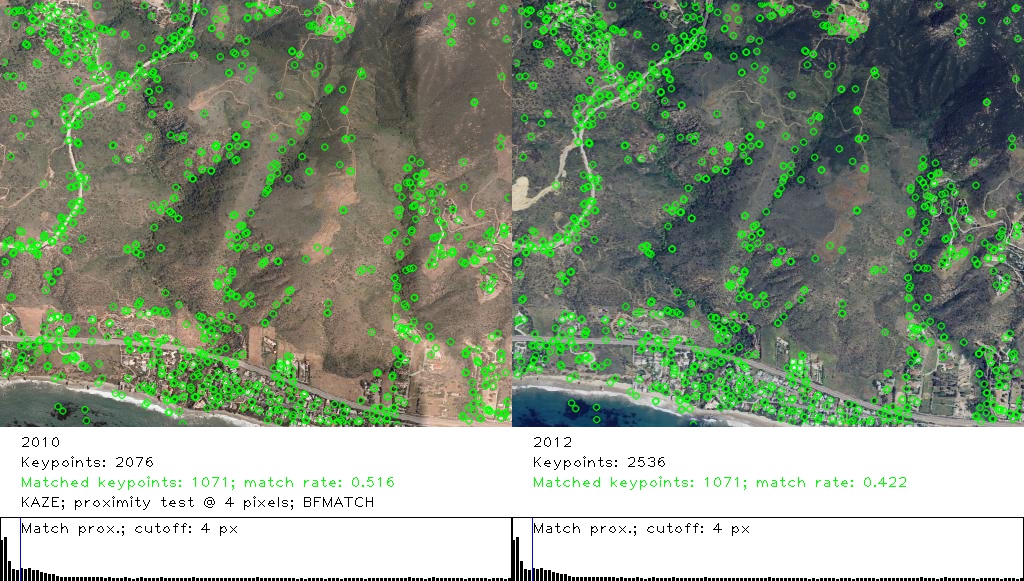 2010
Keypoints: 2076
Matched keypoints: 1071; match rate: 0.516
KAZE; proximity test @ 4 pixels; BFMATCH
Match prox.; cutoff: 4 px
2012
Keypoints: 2536
Matched keypoints: 1071; match rate: 0.422
Match prox.; cutoff: 4 px